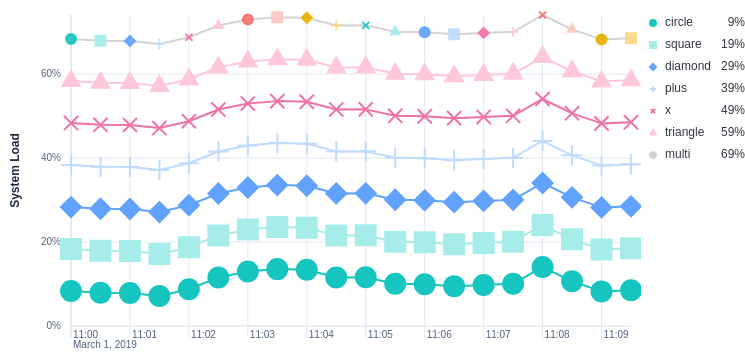 System Load
60%
40%
20%
0%
11:00 11:01 11:02 11:03 11:04 11:05 11:06 11:07 11:08 11:09
March 1, 2019
circle 9%
square 19%
diamond 29%
plus 39%
x 49%
triangle 59%
multi 69%